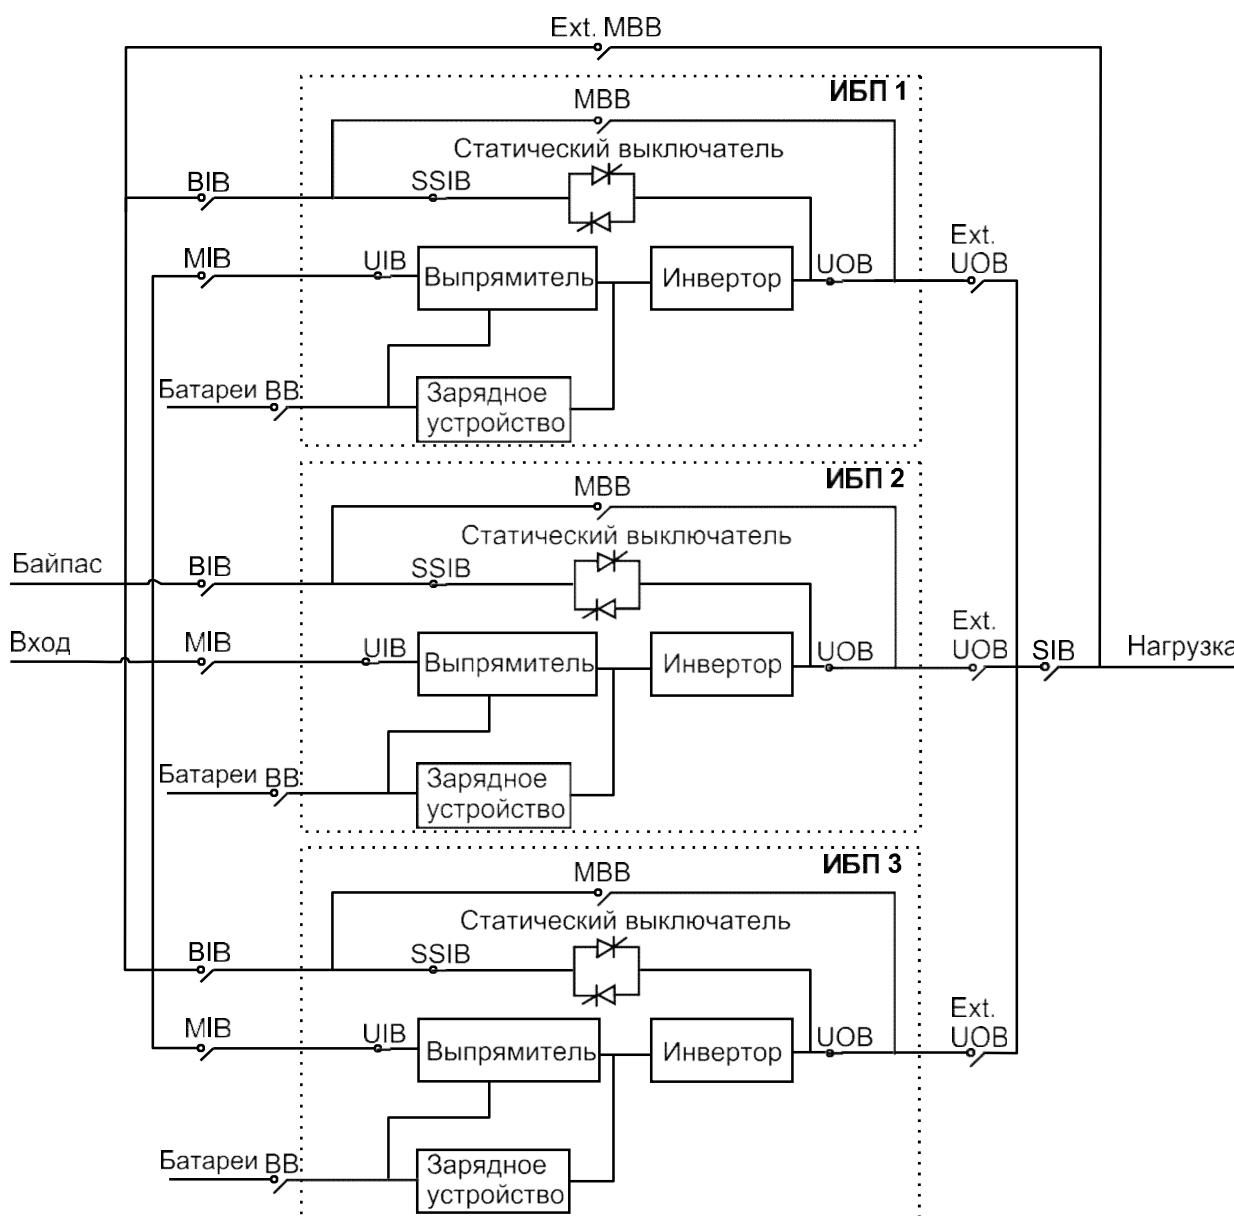 Ext. MBB
ИБП 1
MBB
Статический выключатель
BIB
SSIB
MIB
UIB
Выпрямитель
Инвертор
UOB
Ext.
UOB
Батареи BB
Зарядное
устройство
ИБП 2
MBB
Статический выключатель
Байпас
BIB
SSIB
Вход
MIB
UIB
Выпрямитель
Инвертор
UOB
Ext.
UOB
SIB
Нагрузка
Батареи BB
Зарядное
устройство
ИБП 3
MBB
Статический выключатель
BIB
SSIB
MIB
UIB
Выпрямитель
Инвертор
UOB
Ext.
UOB
Батареи BB
Зарядное
устройство